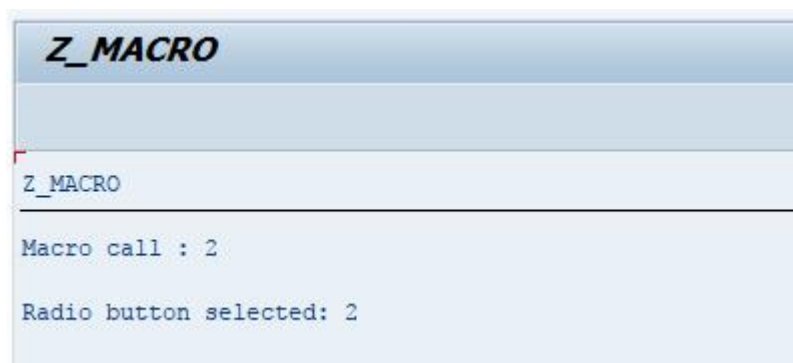 Z_MACRO
Z_MACRO
Macro call : 2
Radio button selected: 2